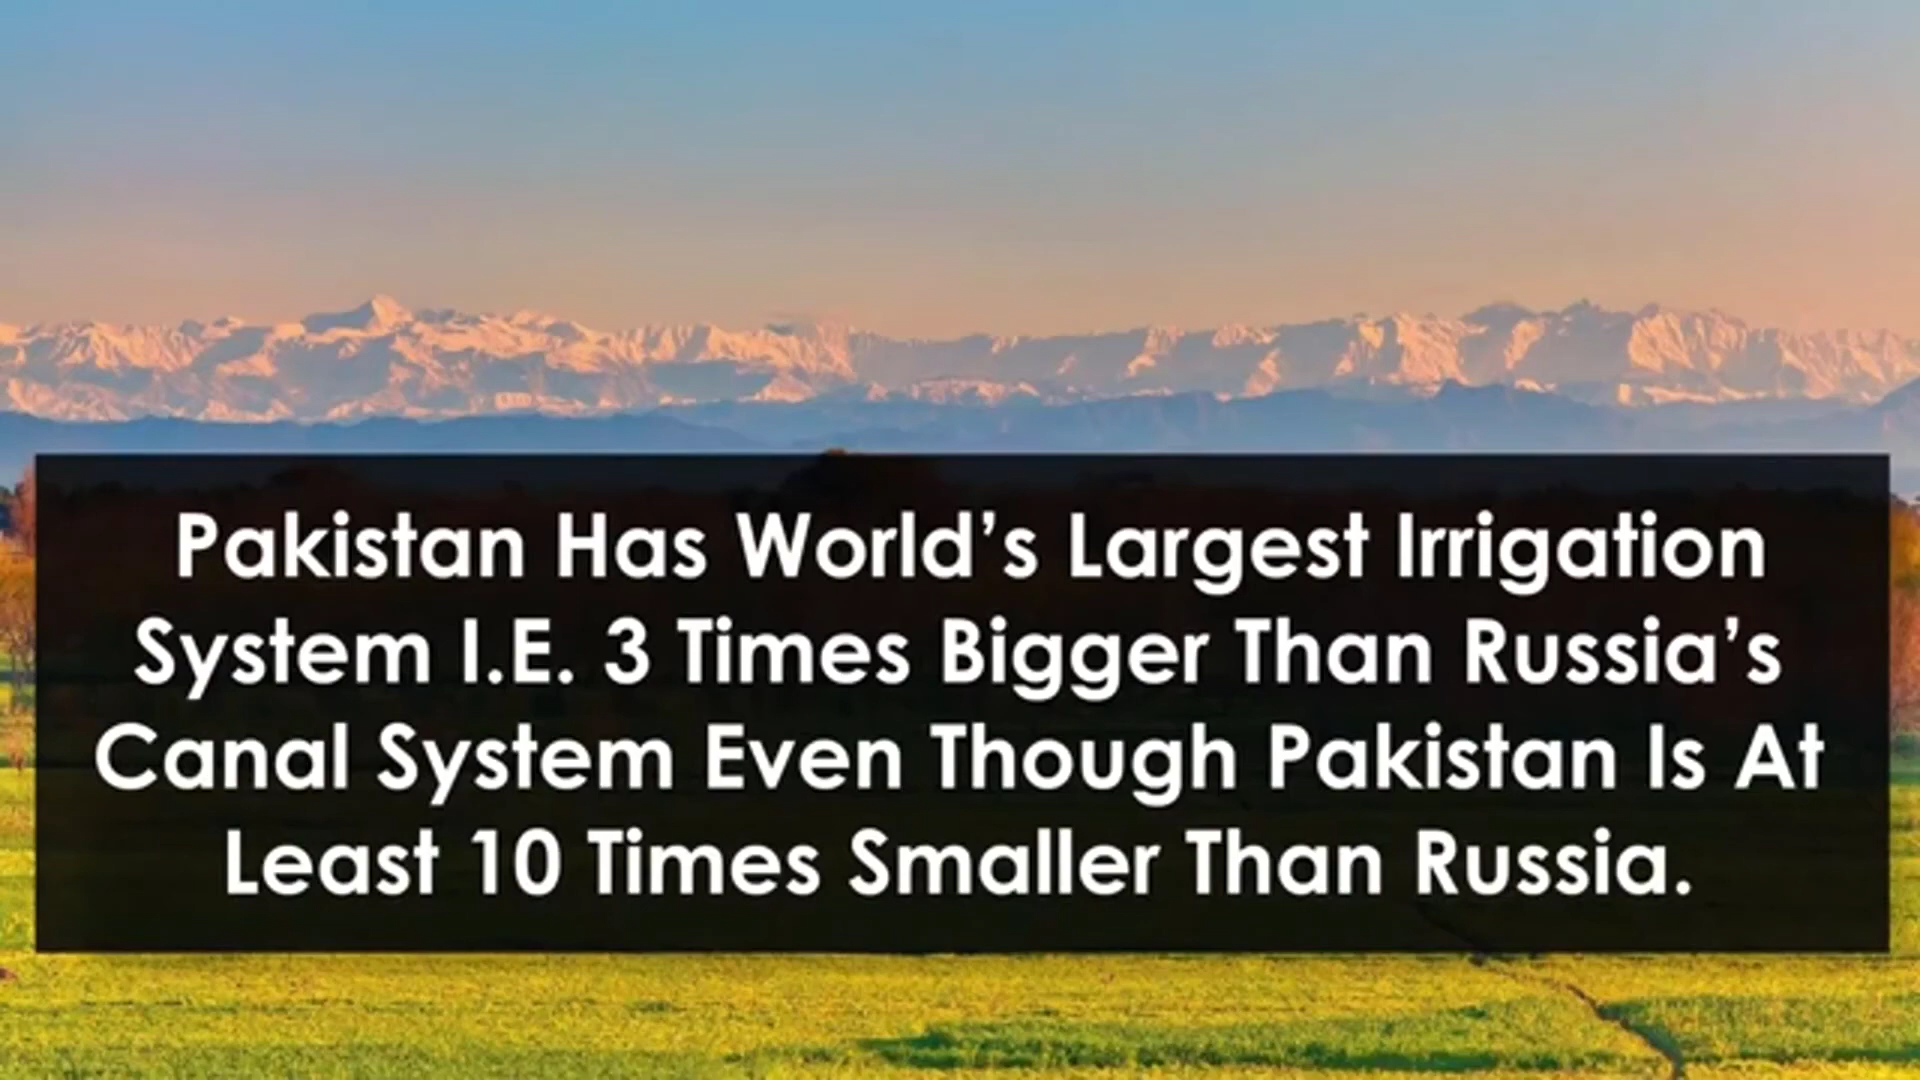 Pakistan Has World’s Largest Irrigation
System I.E. 3 Times Bigger Than Russia’s
Canal System Even Though Pakistan Is At
Least 10 Times Smaller Than Russia.